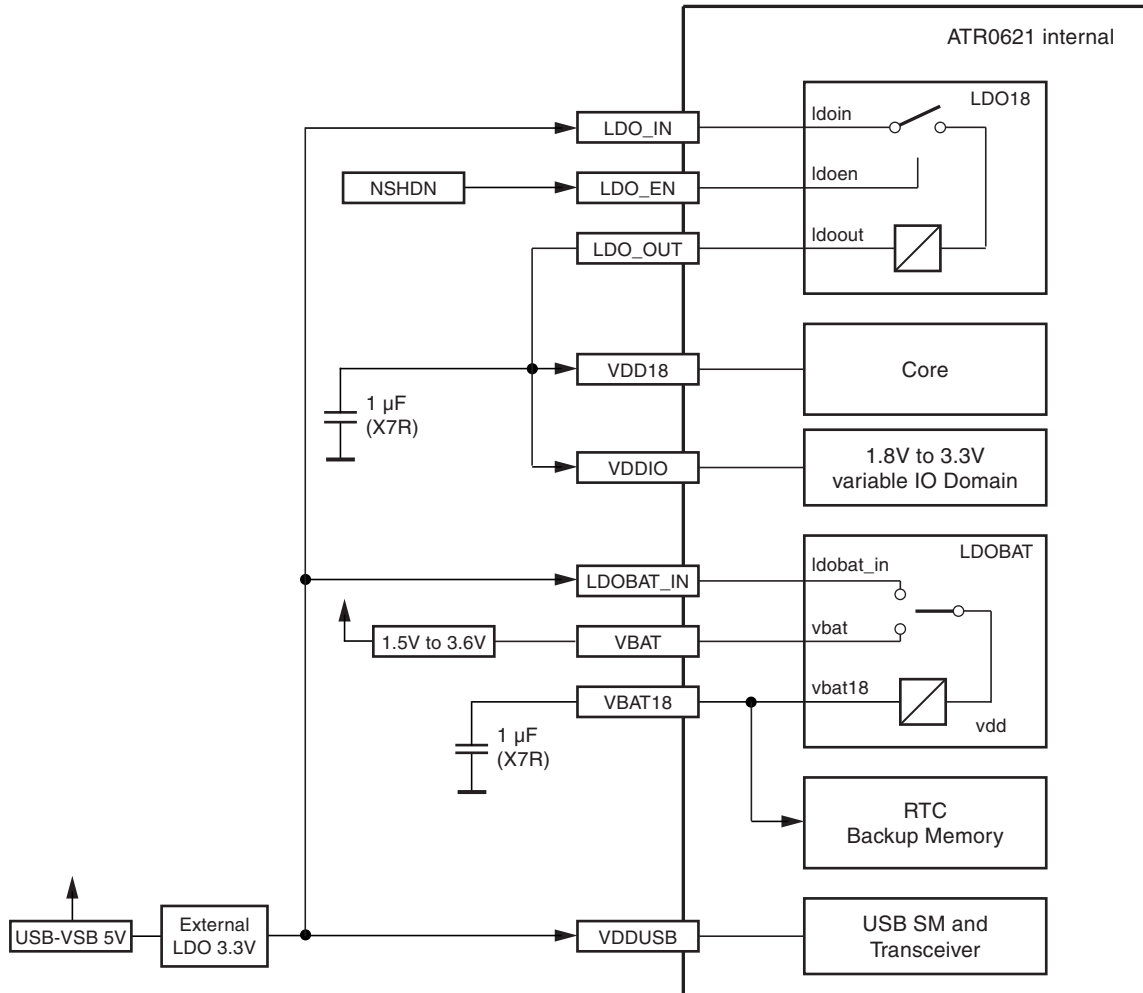 ATR0621 internal
LDO18
LDO_IN
ldoin
NSHDN
LDO_EN
ldoen
LDO_OUT
ldoout
VDD18
Core
1 µF
(X7R)
VDDIO
1.8V to 3.3V
variable IO Domain
LDOBAT
LDOBAT_IN
ldobat_in
1.5V to 3.6V
VBAT
vbat
VBAT18
vbat18
vdd
1 µF
(X7R)
RTC
Backup Memory
USB-VSB 5V
External
LDO 3.3V
VDDUSB
USB SM and
Transceiver